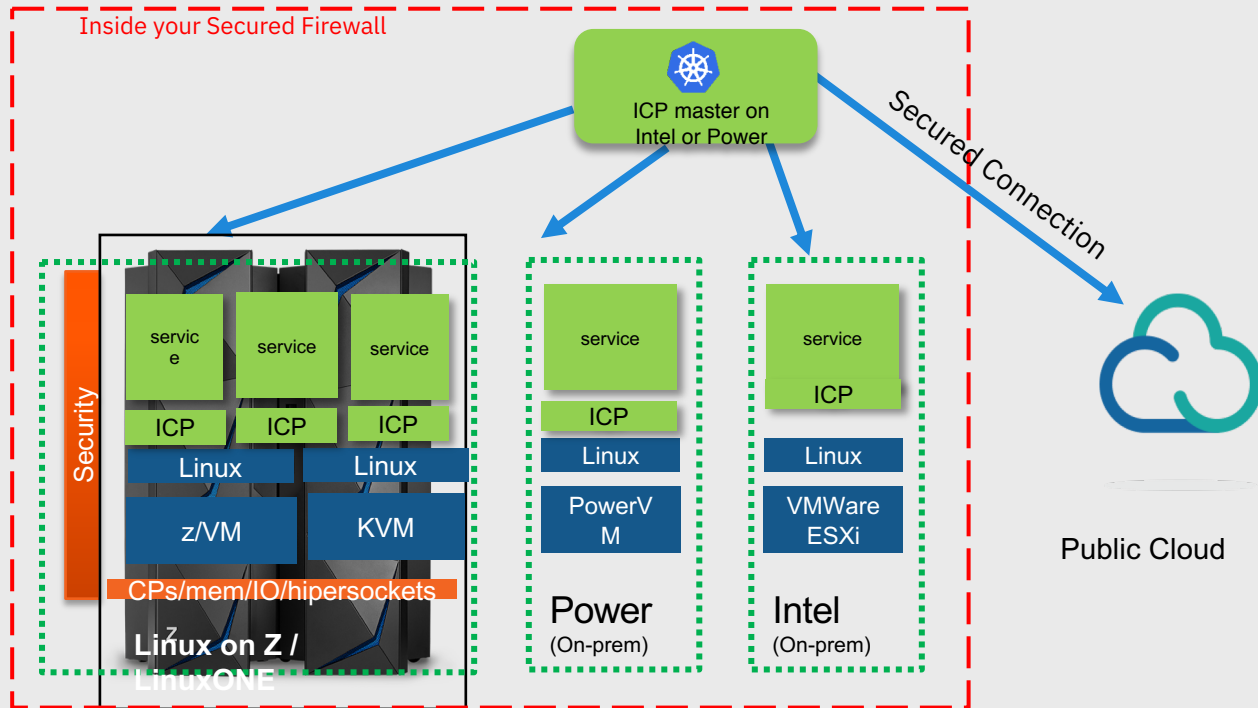 Inside your Secured Firewall
ICP master on
Intel or Power
Secured Connection
Security
servic
e
service
service
ICP
ICP
ICP
Linux
Linux
z/VM
KVM
CPs/mem/IO/hipersockets
z
Linux on Z /
LinuxONE
service
ICP
Linux
PowerV
M
Power
(On-prem)
service
ICP
Linux
VMWare
ESXi
Intel
(On-prem)
Public Cloud